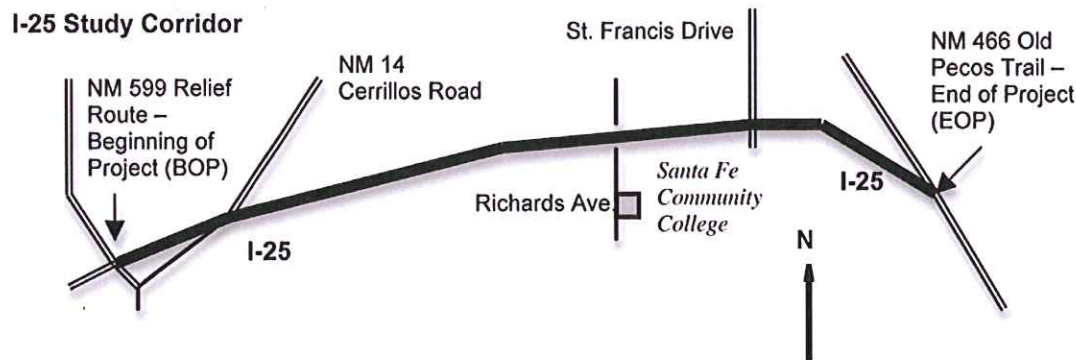 I-25 Study Corridor
NM 599 Relief
Route –
Beginning of
Project (BOP)
NM 14
Cerrillos Road
St. Francis Drive
NM 466 Old
Pecos Trail –
End of Project
(EOP)
I-25
Richards Ave.
Santa Fe
Community
College
I-25
N